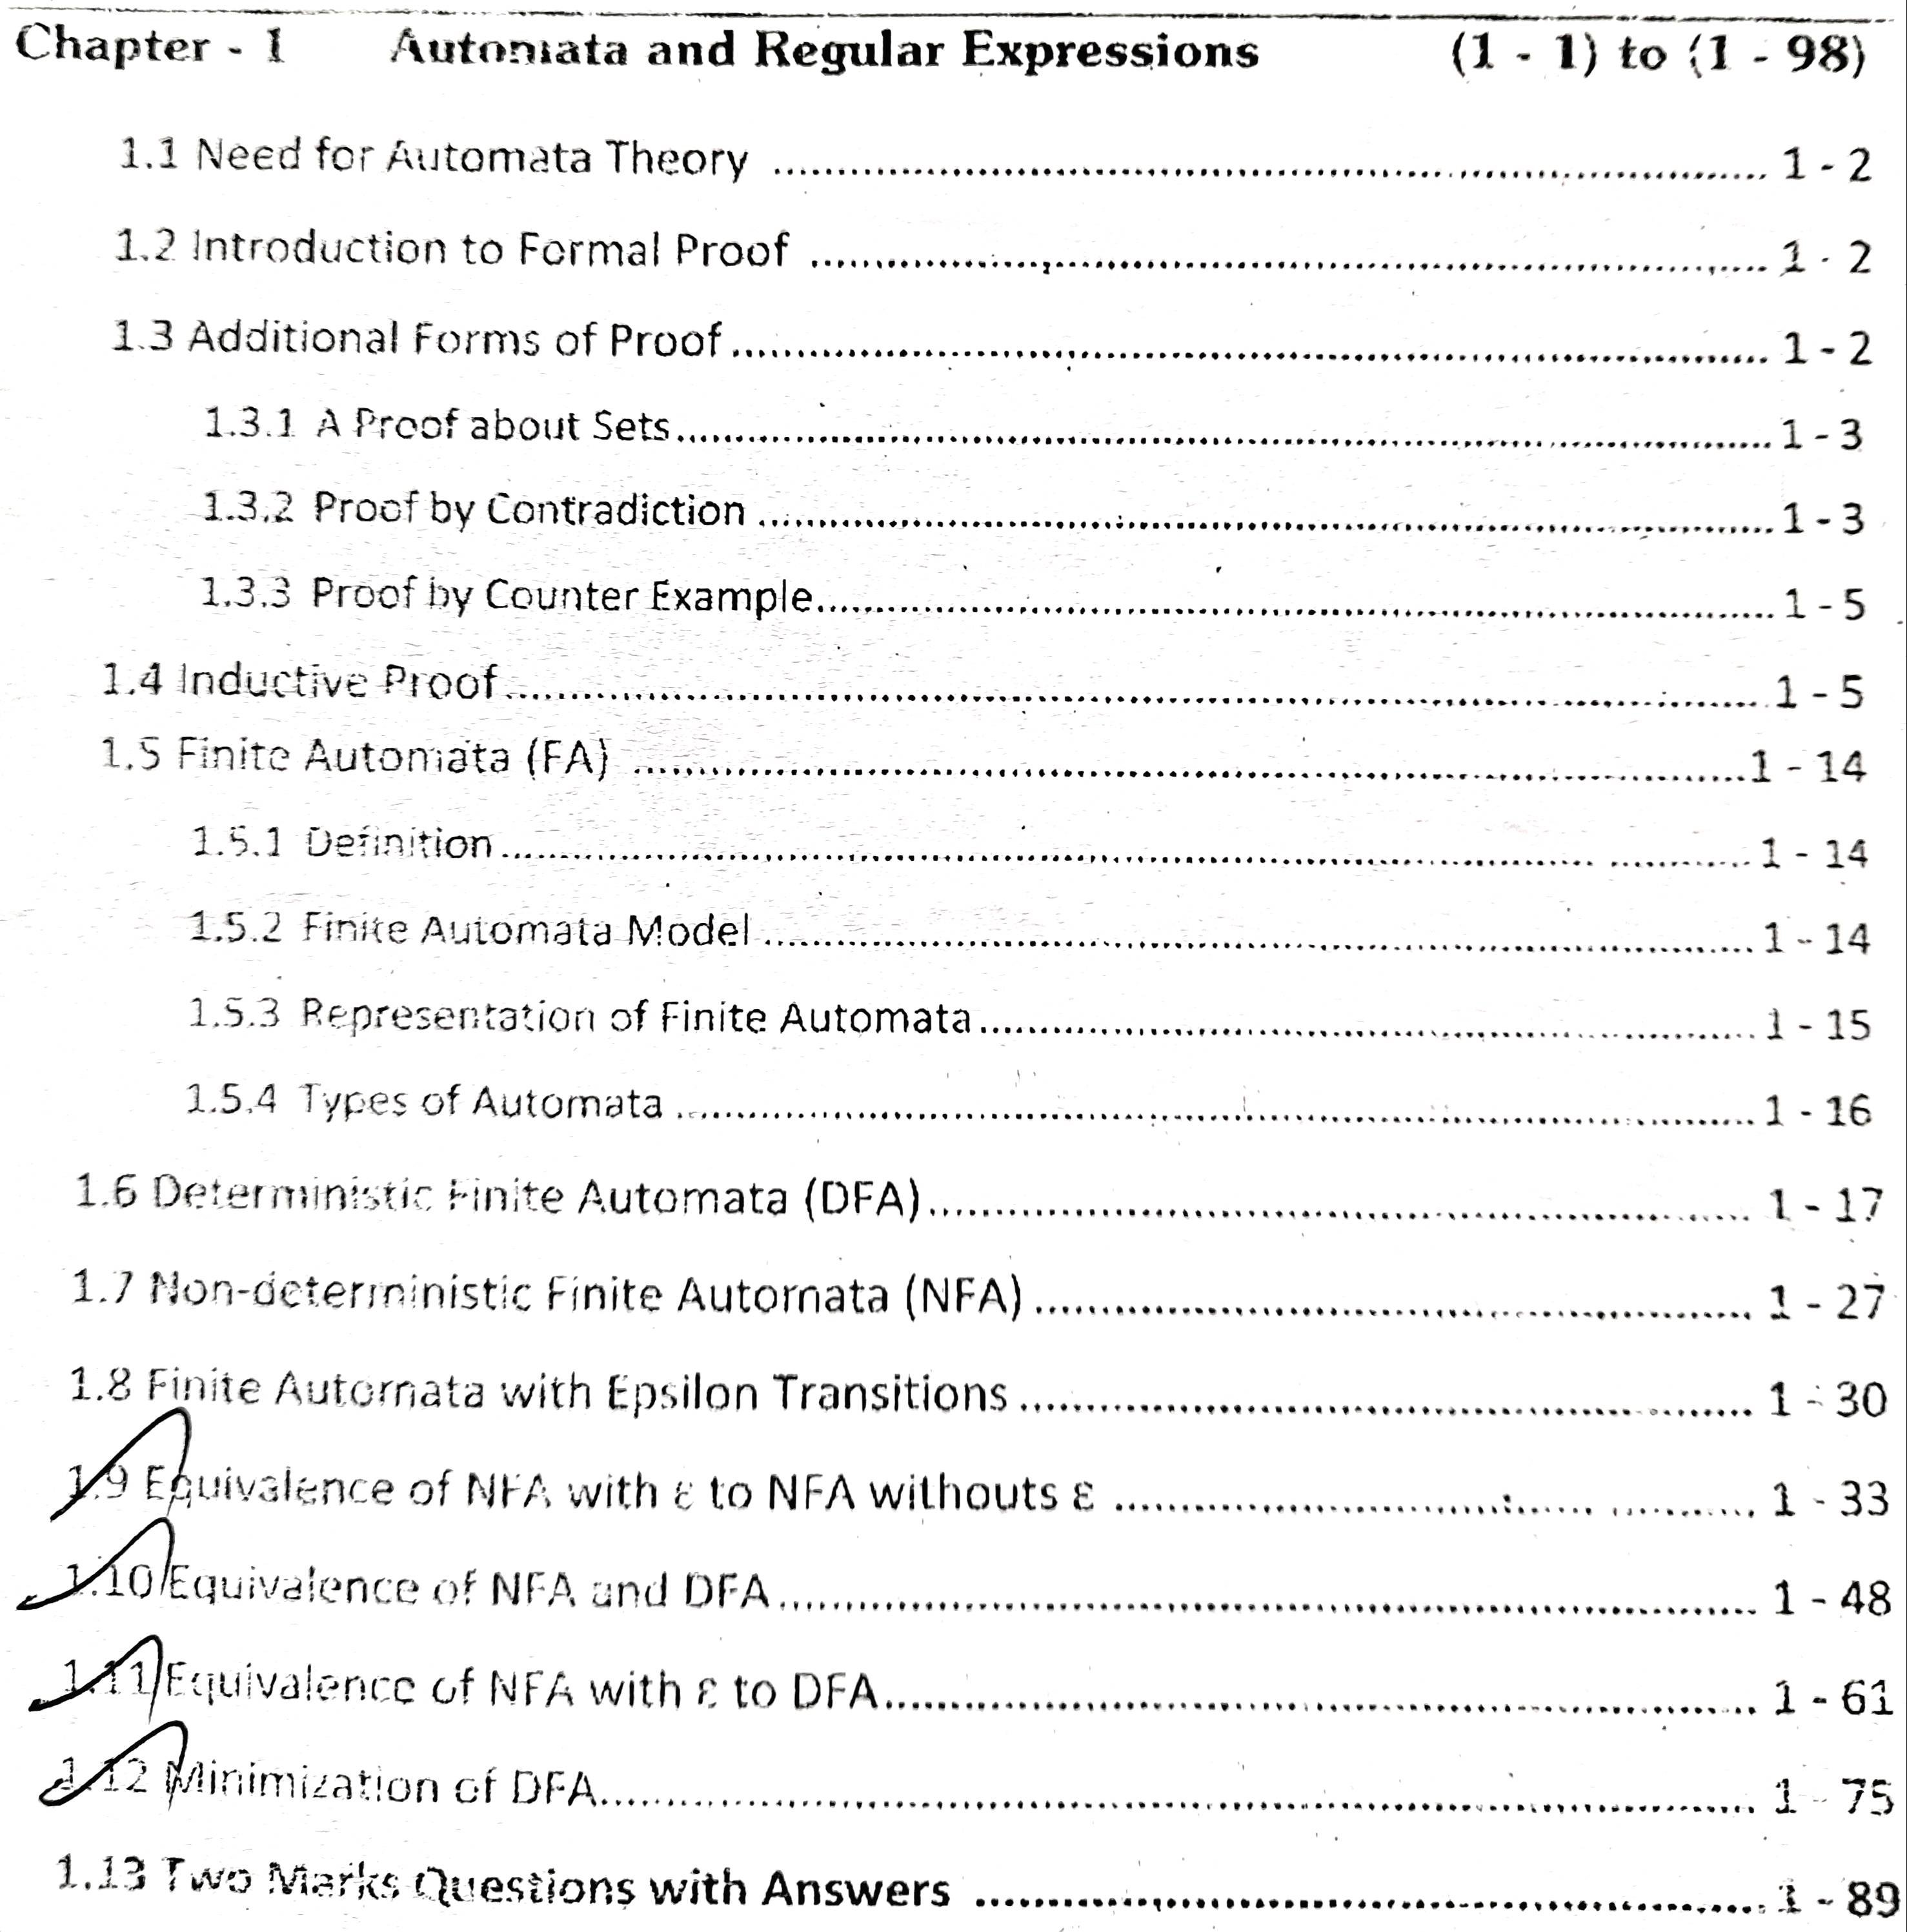 Chapter - 1 Automata and Regular Expressions (1 - 1) to (1 - 98)
1.1 Need for Automata Theory ........ 1 - 2
1.2 Introduction to Formal Proof ........ 1 - 2
1.3 Additional Forms of Proof ........ 1 - 2
1.3.1 A Proof about Sets ........ 1 - 3
1.3.2 Proof by Contradiction ........ 1 - 3
1.3.3 Proof by Counter Example ........ 1 - 5
1.4 Inductive Proof ........ 1 - 5
1.5 Finite Automata (FA) ........ 1 - 14
1.5.1 Definition ........ 1 - 14
1.5.2 Finite Automata Model ........ 1 - 14
1.5.3 Representation of Finite Automata ........ 1 - 15
1.5.4 Types of Automata ........ 1 - 16
1.6 Deterministic Finite Automata (DFA) ........ 1 - 17
1.7 Non-deterministic Finite Automata (NFA) ........ 1 - 27
1.8 Finite Automata with Epsilon Transitions ........ 1 - 30
1.9 Equivalence of NFA with ε to NFA withouts ε ........ 1 - 33
1.10 Equivalence of NFA and DFA ........ 1 - 48
1.11 Equivalence of NFA with ε to DFA ........ 1 - 61
1.12 Minimization of DFA ........ 1 - 75
1.13 Two Marks Questions with Answers ........ 1 - 89